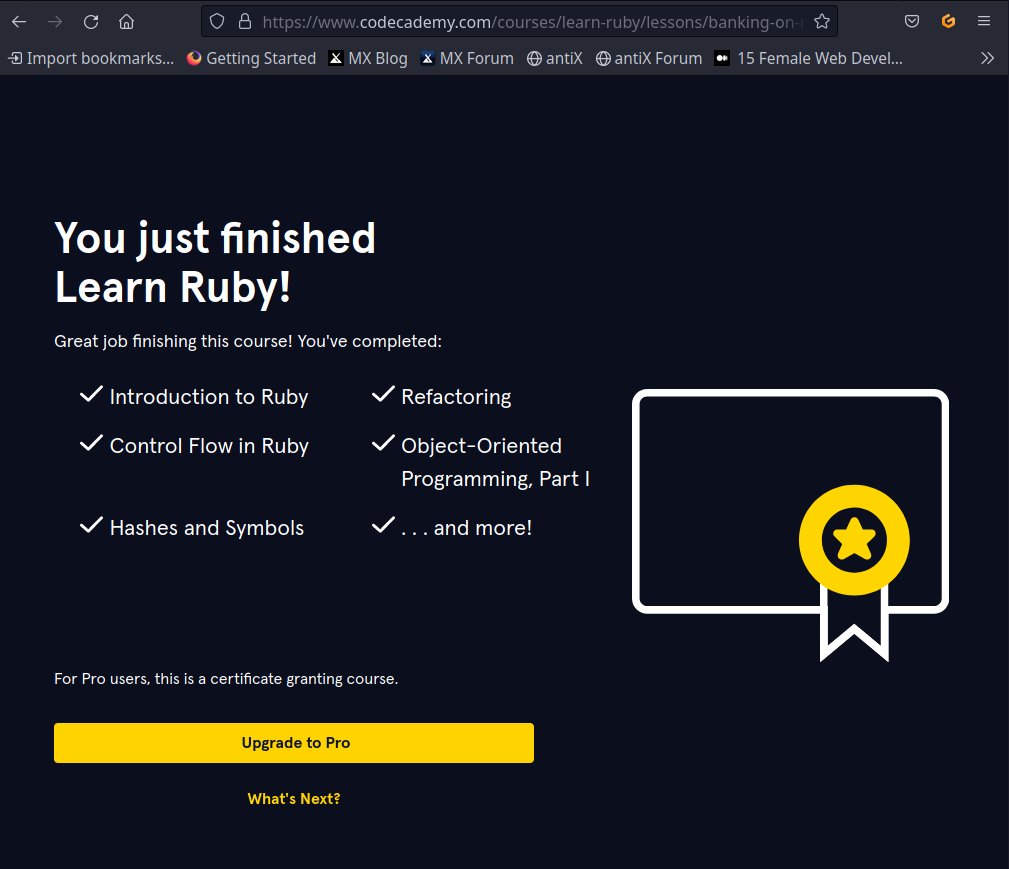 https://www.codecademy.com/courses/learn-ruby/lessons/banking-on-r
Import bookmarks... Getting Started MX Blog MX Forum antiX antiX Forum 15 Female Web Devel...
You just finished
Learn Ruby!
Great job finishing this course! You've completed:
Introduction to Ruby
Refactoring
Control Flow in Ruby
Object-Oriented
Programming, Part I
Hashes and Symbols
. . . and more!
For Pro users, this is a certificate granting course.
Upgrade to Pro
What's Next?